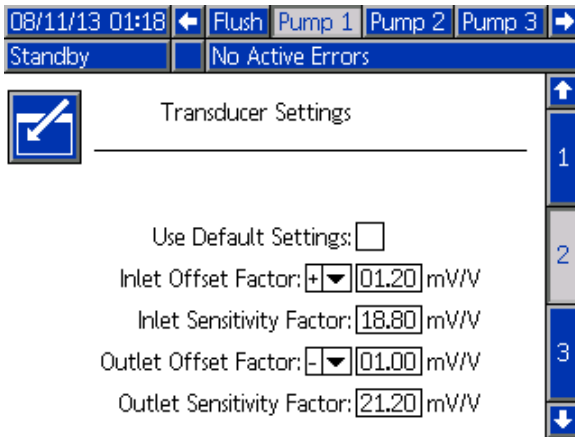 08/11/13 01:18 Flush Pump 1 Pump 2 Pump 3
Standby No Active Errors
Transducer Settings
1
Use Default Settings:
2
Inlet Offset Factor: + 01.20 mV/V
Inlet Sensitivity Factor: 18.80 mV/V
Outlet Offset Factor: - 01.00 mV/V
3
Outlet Sensitivity Factor: 21.20 mV/V